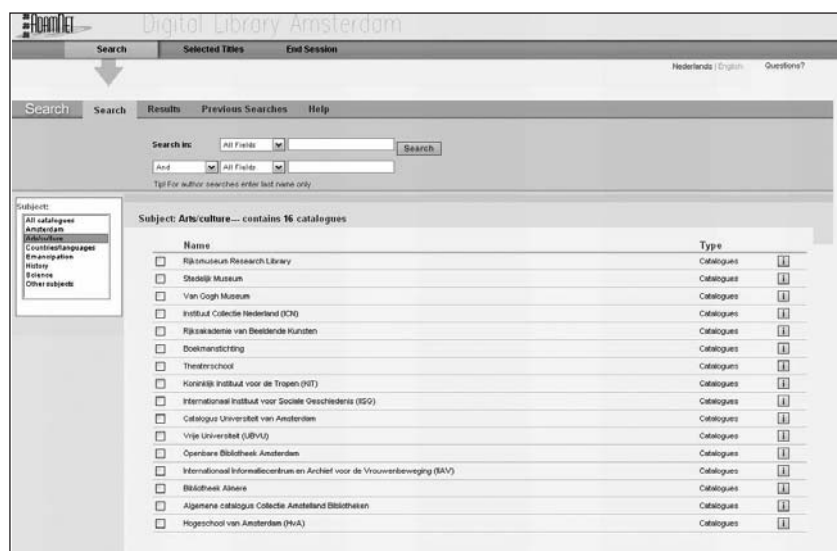 ADAMNET Digital Library Amsterdam
Search Selected Titles End Session
Nederlands | English Questions?
Search Search Results Previous Searches Help
Search in: All Fields Search
And All Fields
Tip! For author searches enter last name only
Subject:
All catalogues
Amsterdam
Arts/culture
Countries/languages
Emancipation
History
Science
Other subjects
Subject: Arts/culture--- contains 16 catalogues
Name Type
Rijksmuseum Research Library Catalogues i
Stedelijk Museum Catalogues i
Van Gogh Museum Catalogues i
Instituut Collectie Nederland (ICN) Catalogues i
Rijksakademie van Beeldende Kunsten Catalogues i
Boekmanstichting Catalogues i
Theaterschool Catalogues i
Koninklijk Instituut voor de Tropen (KIT) Catalogues i
Internationaal Instituut voor Sociale Geschiedenis (IISG) Catalogues i
Catalogus Universiteit van Amsterdam Catalogues i
Vrije Universiteit (UBVU) Catalogues i
Openbare Bibliotheek Amsterdam Catalogues i
Internationaal Informatiecentrum en Archief voor de Vrouwenbeweging (IIAV) Catalogues i
Bibliotheek Almere Catalogues i
Algemene catalogus Collectie Amstelland Bibliotheken Catalogues i
Hogeschool van Amsterdam (HvA) Catalogues i